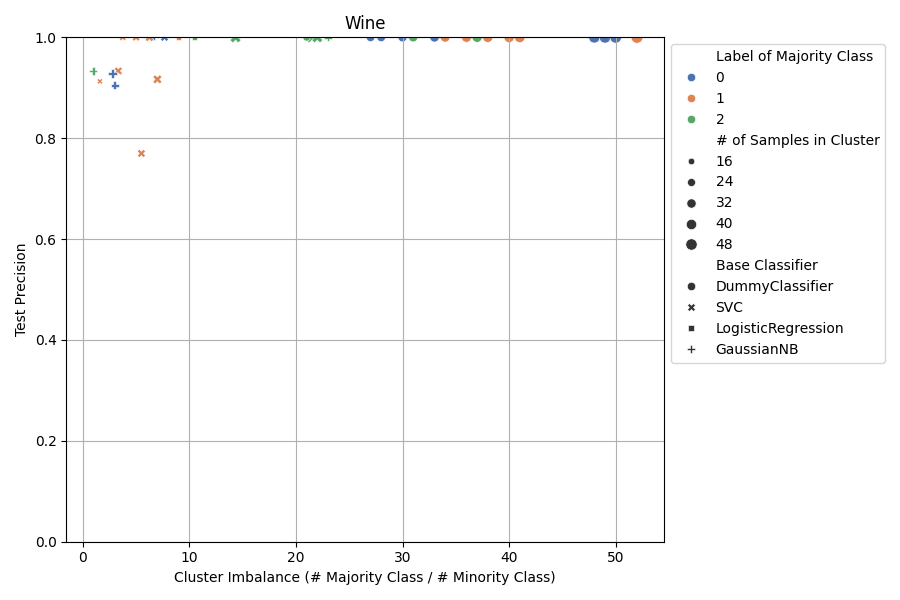 Wine
1.0
0.8
0.6
0.4
0.2
0.0
Test Precision
0
10
20
30
40
50
Cluster Imbalance (# Majority Class / # Minority Class)
Label of Majority Class
0
1
2
# of Samples in Cluster
16
24
32
40
48
Base Classifier
DummyClassifier
SVC
LogisticRegression
GaussianNB